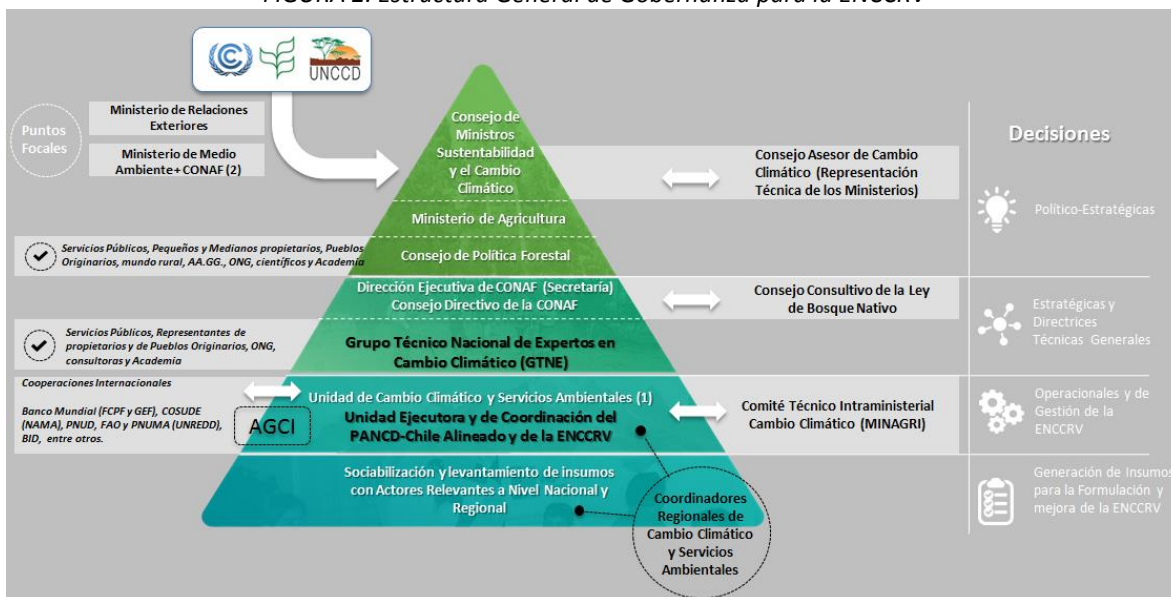 FIGURA 2. Estructura General de Gobernanza para la ENCCRV
UNCCD
Puntos
Focales
Ministerio de Relaciones
Exteriores
Ministerio de Medio
Ambiente+ CONAF (2)
Consejo de
Ministros
Sustentabilidad
y el Cambio
Climático
Ministerio de Agricultura
Consejo de Política Forestal
Consejo Asesor de Cambio
Climático (Representación
Técnica de los Ministerios)
Decisiones
Político-Estratégicas
Servicios Públicos, Pequeños y Medianos propietarios, Pueblos
Originarios, mundo rural, AA.GG., ONG, científicos y Academia
Dirección Ejecutiva de CONAF (Secretaría)
Consejo Directivo de la CONAF
Consejo Consultivo de la Ley
de Bosque Nativo
Estratégicas y
Directrices
Técnicas Generales
Servicios Públicos, Representantes de
propietarios y de Pueblos Originarios, ONG,
consultoras y Academia
Grupo Técnico Nacional de Expertos en
Cambio Climático (GTNE)
Cooperaciones Internacionales
Banco Mundial (FCPF y GEF), COSUDE
(NAMA), PNUD, FAO y PNUMA (UNREDD),
BID, entre otros.
AGCI
Unidad de Cambio Climático y Servicios Ambientales (1)
Unidad Ejecutora y de Coordinación del
PANCD-Chile Alineado y de la ENCCRV
Comité Técnico Intraministerial
Cambio Climático (MINAGRI)
Operacionales y de
Gestión de la
ENCCRV
Sociabilización y levantamiento de insumos
con Actores Relevantes a Nivel Nacional y
Regional
Coordinadores
Regionales de
Cambio Climático
y Servicios
Ambientales
Generación de Insumos
para la Formulación y
mejora de la ENCCRV